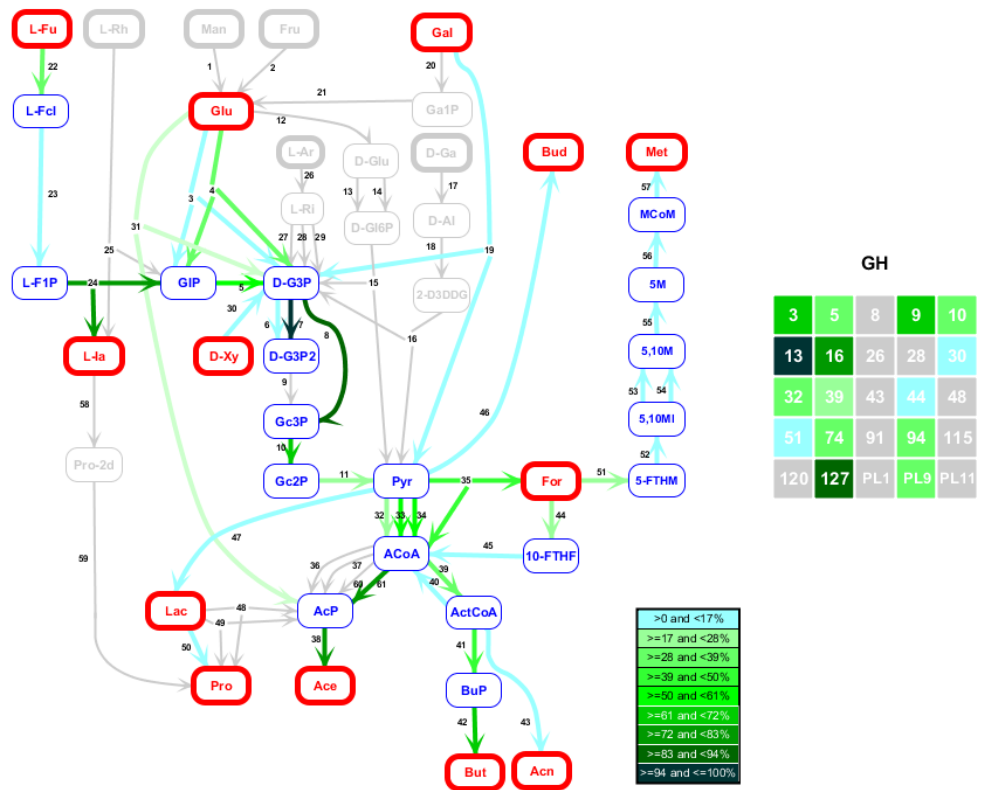 L-Fu
L-Rh
Man
Fru
Gal
22
1
2
20
21
L-Fcl
Glu
Ga1P
12
L-Ar
D-Glu
D-Ga
Bud
Met
26
13
14
17
57
23
3
4
L-Ri
D-Gl6P
D-Al
MCoM
31
25
27
28
29
18
19
56
L-F1P
24
GlP
5
D-G3P
15
2-D3DDG
5M
30
6
7
8
16
55
L-la
D-Xy
D-G3P2
5,10M
9
53
54
58
Gc3P
46
5,10Ml
10
52
Pro-2d
Gc2P
11
Pyr
35
For
51
5-FTHM
32
33
34
44
47
59
ACoA
45
10-FTHF
36
37
60
61
39
40
Lac
48
49
AcP
ActCoA
50
38
41
Pro
Ace
BuP
42
43
But
Acn
GH
3 5 8 9 10
13 16 26 28 30
32 39 43 44 48
51 74 91 94 115
120 127 PL1 PL9 PL11
>0 and <17%
>=17 and <28%
>=28 and <39%
>=39 and <50%
>=50 and <61%
>=61 and <72%
>=72 and <83%
>=83 and <94%
>=94 and <=100%